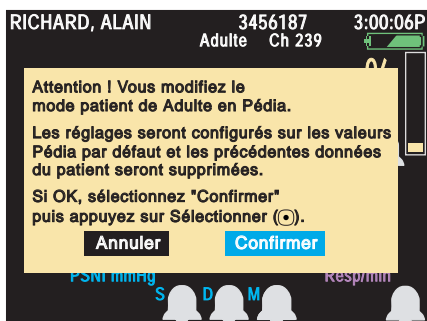 RICHARD, ALAIN 3456187 3:00:06P
Adulte Ch 239
%
Attention ! Vous modifiez le
mode patient de Adulte en Pédia.
Les réglages seront configurés sur les valeurs
Pédia par défaut et les précédentes données
du patient seront supprimées.
Si OK, sélectionnez "Confirmer"
puis appuyez sur Sélectionner (⊙).
Annuler Confirmer
PSNI mmHg Resp/min
S D M